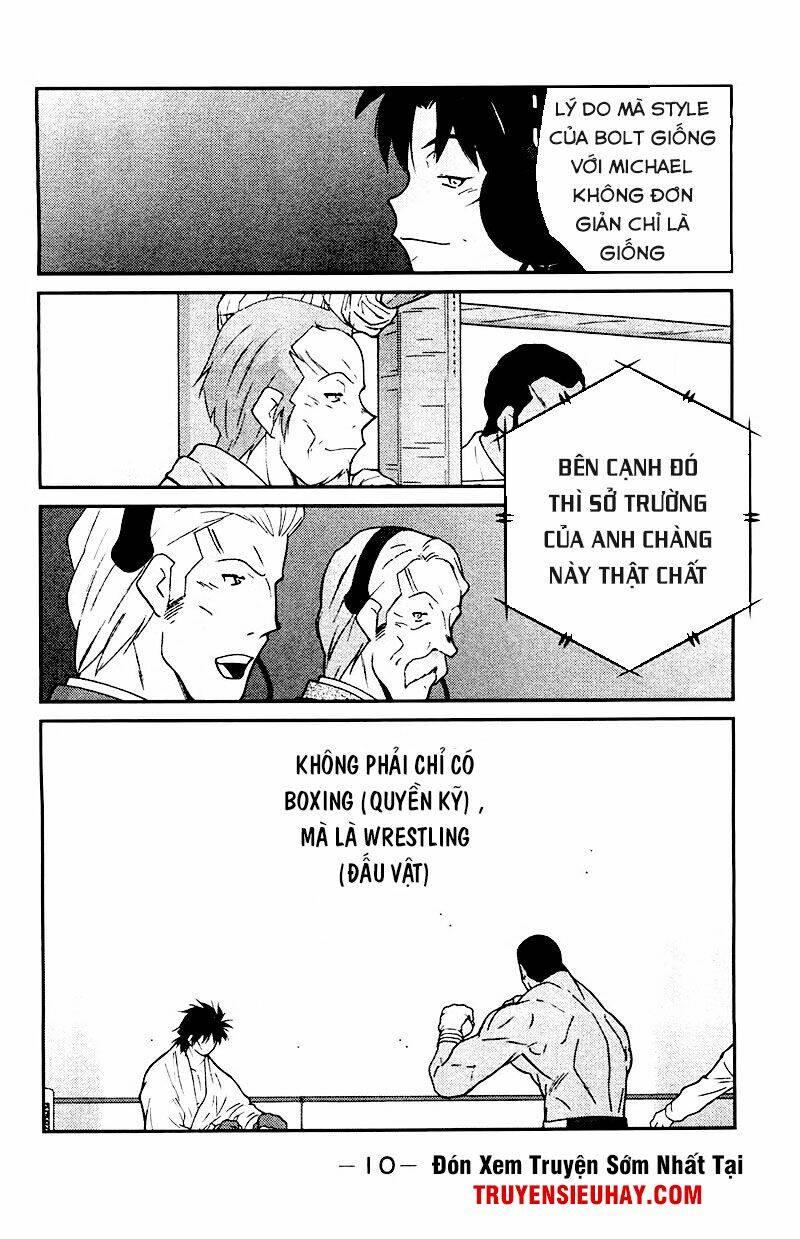 LÝ DO MÀ STYLE
CỦA BOLT GIỐNG
VỚI MICHAEL
KHÔNG ĐƠN
GIẢN CHỈ LÀ
GIỐNG
BÊN CẠNH ĐÓ
THÌ SỞ TRƯỜNG
CỦA ANH CHÀNG
NÀY THẬT CHẤT
KHÔNG PHẢI CHỈ CÓ
BOXING (QUYỀN KỸ) ,
MÀ LÀ WRESTLING
(ĐẤU VẬT)
-10- Đón Xem Truyện Sớm Nhất Tại
TRUYENSIEUHAY.COM